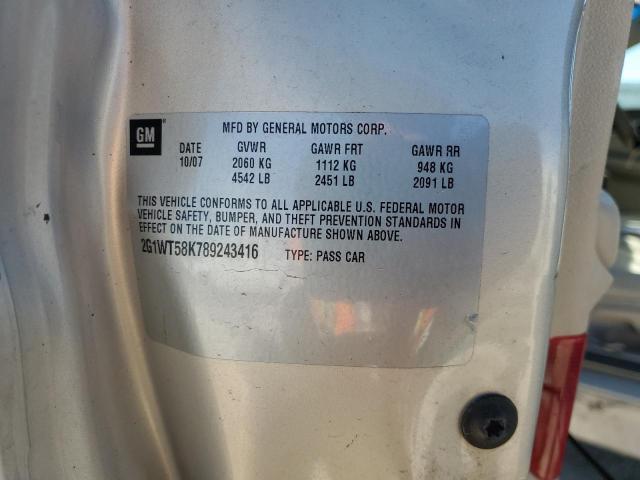 GM ® MFD BY GENERAL MOTORS CORP.
DATE GVWR GAWR FRT GAWR RR
10/07 2060 KG 1112 KG 948 KG
4542 LB 2451 LB 2091 LB
THIS VEHICLE CONFORMS TO ALL APPLICABLE U.S. FEDERAL MOTOR
VEHICLE SAFETY, BUMPER, AND THEFT PREVENTION STANDARDS IN
EFFECT ON THE DATE OF MANUFACTURE SHOWN ABOVE.
2G1WT58K789243416 TYPE: PASS CAR